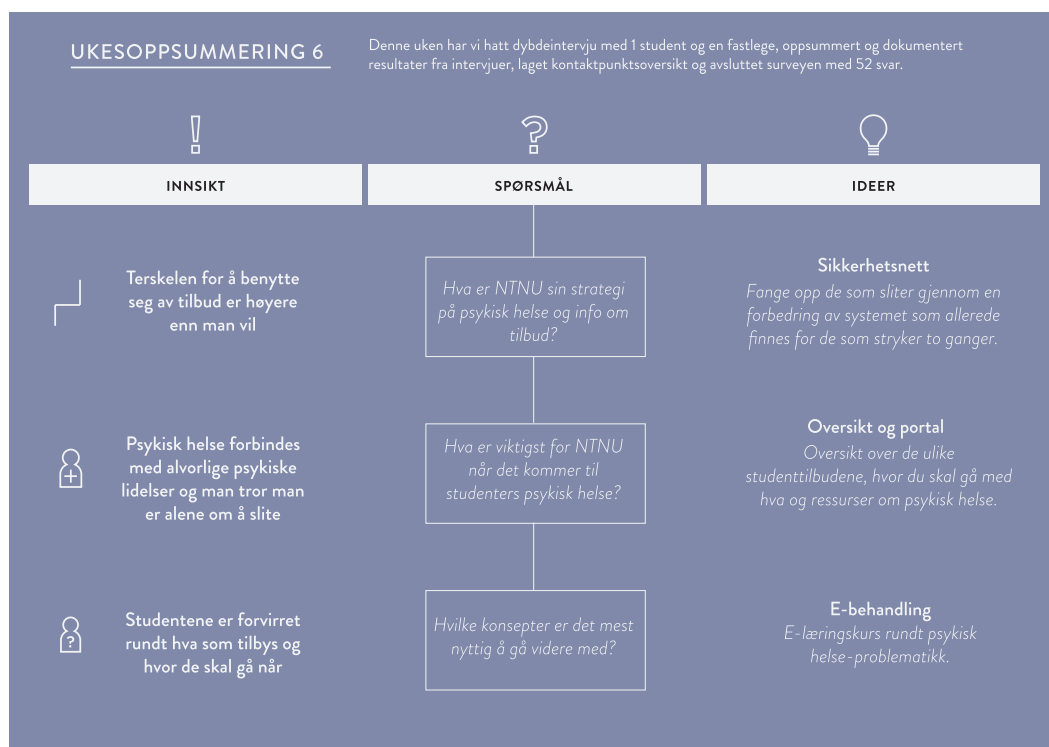 UKESOPPSUMMERING 6
Denne uken har vi hatt dybdeintervju med 1 student og en fastlege, oppsummert og dokumentert
resultater fra intervjuer, laget kontaktpunktsoversikt og avsluttet surveyen med 52 svar.
INNSIKT
Terskelen for å benytte
seg av tilbud er høyere
enn man vil
Psykisk helse forbindes
med alvorlige psykiske
lidelser og man tror man
er alene om å slite
Studentene er forvirret
rundt hva som tilbys og
hvor de skal gå når
SPØRSMÅL
Hva er NTNU sin strategi
på psykisk helse og info om
tilbud?
Hva er viktigst for NTNU
når det kommer til
studenters psykisk helse?
Hvilke konsepter er det mest
nyttig å gå videre med?
IDEER
Sikkerhetsnett
Fange opp de som sliter gjennom en
forbedring av systemet som allerede
finnes for de som stryker to ganger.
Oversikt og portal
Oversikt over de ulike
studenttilbudene, hvor du skal gå med
hva og ressurser om psykisk helse.
E-behandling
E-læringskurs rundt psykisk
helse-problematikk.